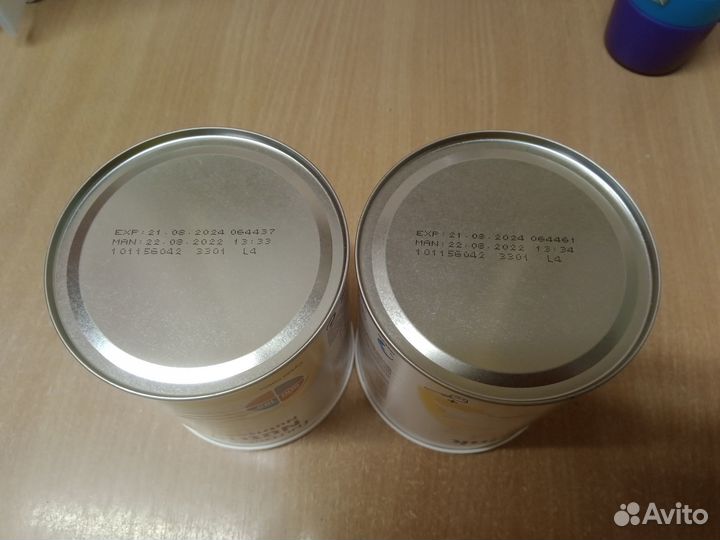 EXP:21.08.2024 064437
MAN:22.08.2022 13:33
101156042 3301 L4
EXP:21.08.2024 064461
MAN:22.08.2022 13:34
101156042 3301 L4
Avito